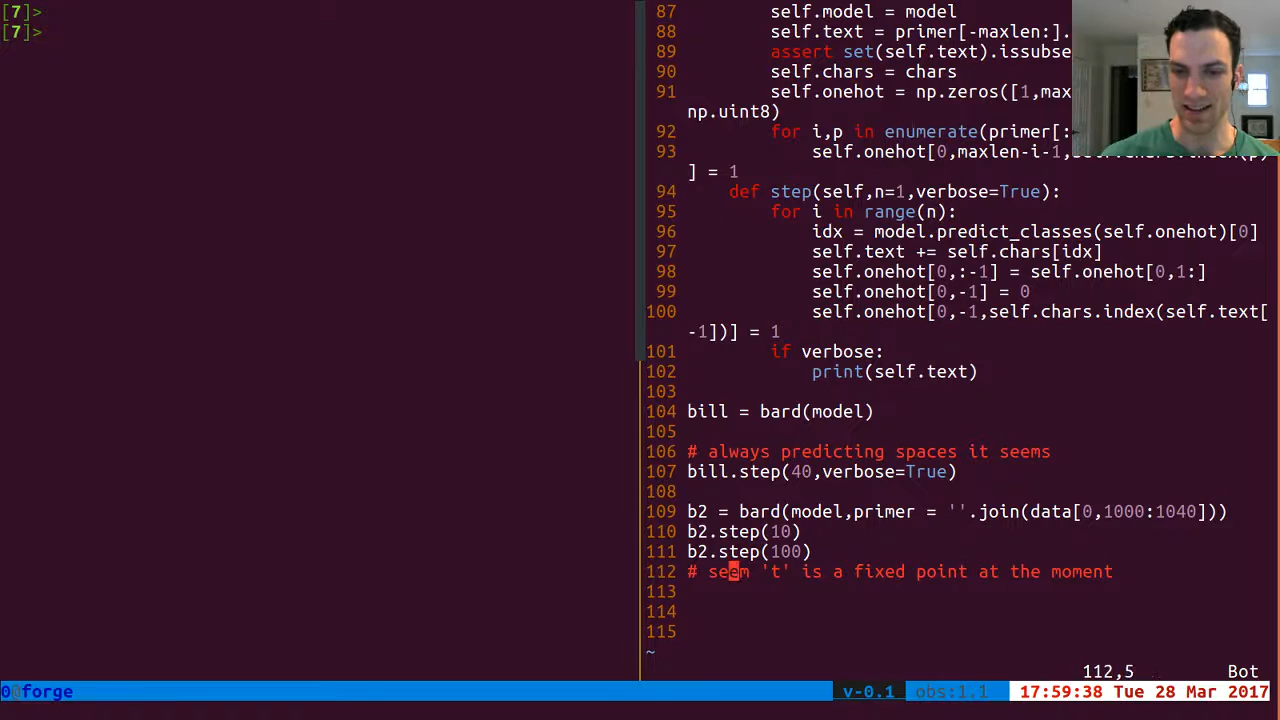 [7]>
[7]>
87 self.model = model
88 self.text = primer[-maxlen:].
89 assert set(self.text).issubse
90 self.chars = chars
91 self.onehot = np.zeros([1,max
np.uint8)
92 for i,p in enumerate(primer[:
93 self.onehot[0,maxlen-i-1,
] = 1
94 def step(self,n=1,verbose=True):
95 for i in range(n):
96 idx = model.predict_classes(self.onehot)[0]
97 self.text += self.chars[idx]
98 self.onehot[0,:-1] = self.onehot[0,1:]
99 self.onehot[0,-1] = 0
100 self.onehot[0,-1,self.chars.index(self.text[
-1])] = 1
101 if verbose:
102 print(self.text)
103
104 bill = bard(model)
105
106 # always predicting spaces it seems
107 bill.step(40,verbose=True)
108
109 b2 = bard(model,primer = ''.join(data[0,1000:1040]))
110 b2.step(10)
111 b2.step(100)
112 # seem 't' is a fixed point at the moment
113
114
115
~
112,5 Bot
0@forge v-0.1 obs:1.1 17:59:38 Tue 28 Mar 2017